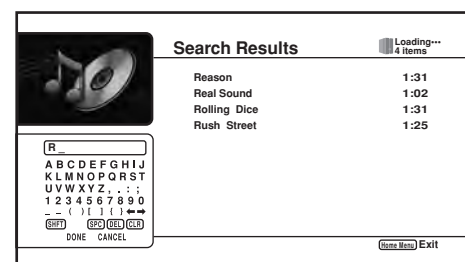 Search Results
Loading•••
4 items
Reason 1:31
Real Sound 1:02
Rolling Dice 1:31
Rush Street 1:25
R_
A B C D E F G H I J
K L M N O P Q R S T
U V W X Y Z , . : ;
1 2 3 4 5 6 7 8 9 0
_ – ( ) [ ] { } ← →
SHFT SPC DEL CLR
DONE CANCEL
Home Menu Exit